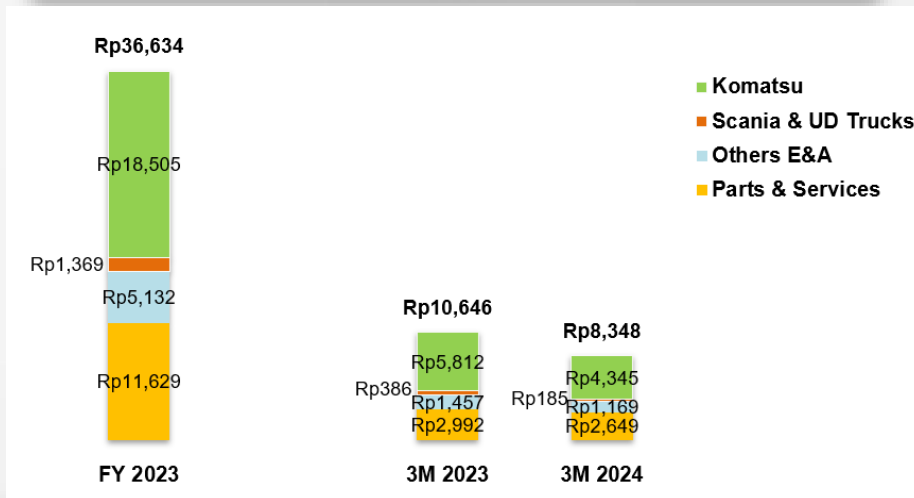 Rp36,634
Rp18,505
Rp1,369
Rp5,132
Rp11,629
FY 2023
Rp10,646
Rp5,812
Rp386
Rp1,457
Rp2,992
3M 2023
Rp8,348
Rp4,345
Rp185
Rp1,169
Rp2,649
3M 2024
Komatsu
Scania & UD Trucks
Others E&A
Parts & Services